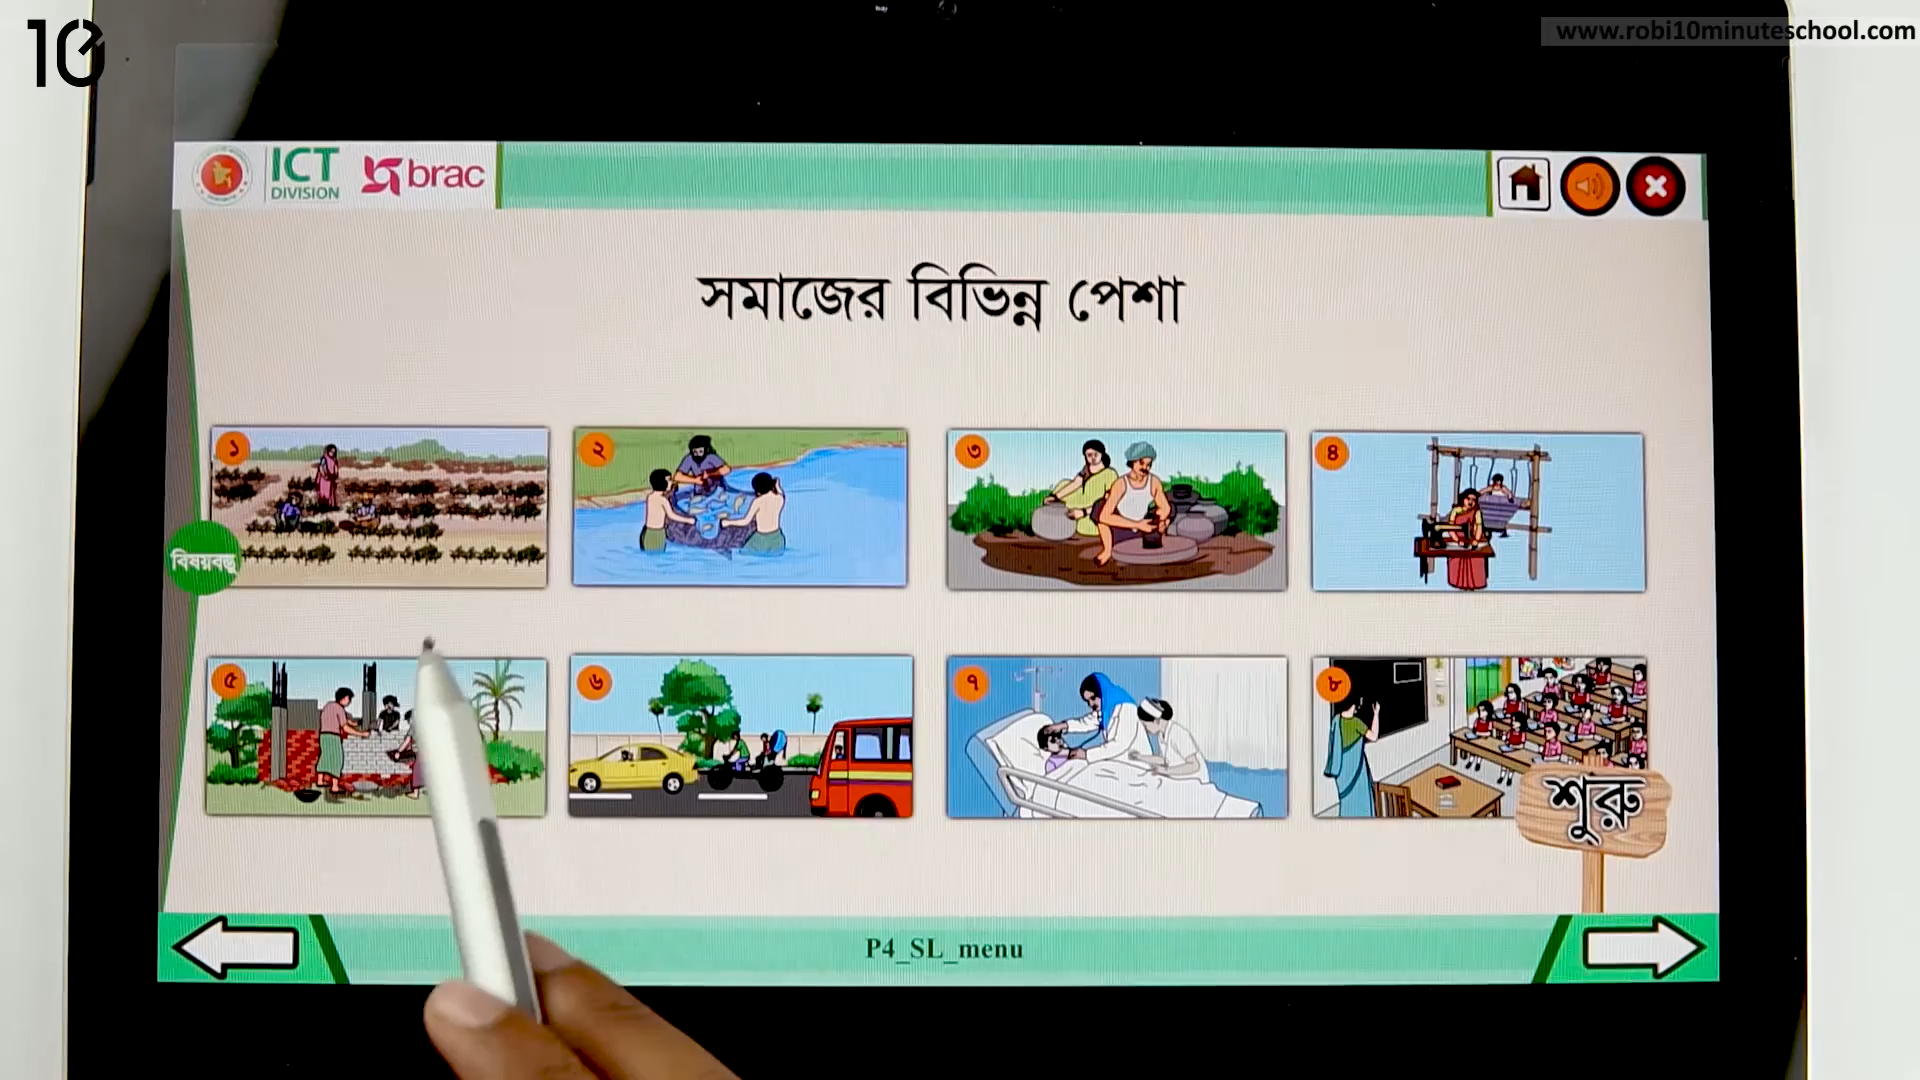 10
www.robi10minuteschool.com
ICT
DIVISION
brac
সমাজের বিভিন্ন পেশা
১
২
৩
৪
বিষয়বস্তু
৫
৬
৭
৮
শুরু
P4_SL_menu